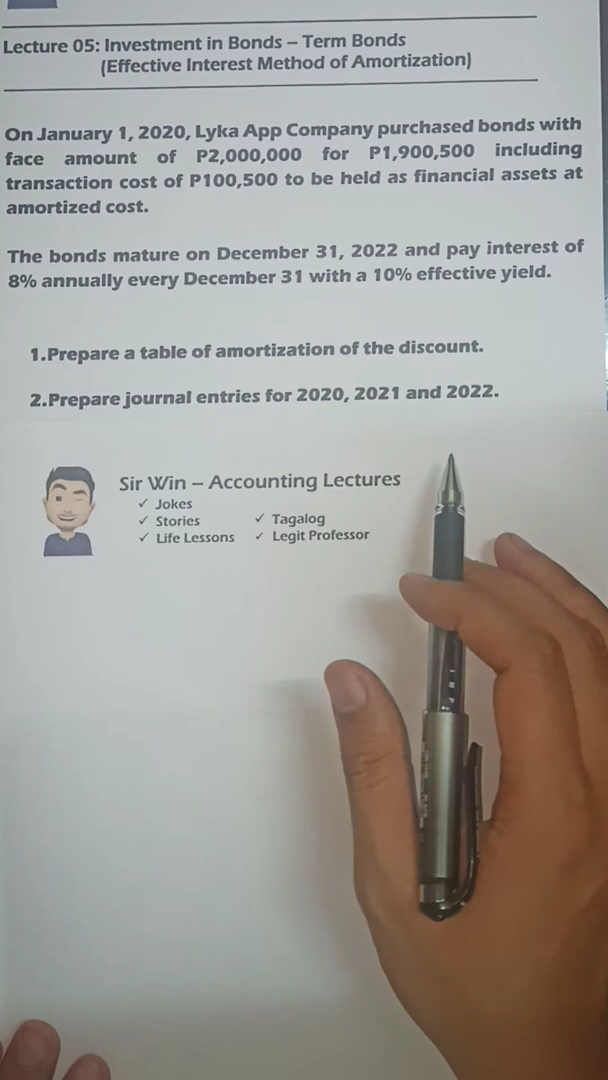 Lecture 05: Investment in Bonds – Term Bonds
(Effective Interest Method of Amortization)
On January 1, 2020, Lyka App Company purchased bonds with
face amount of P2,000,000 for P1,900,500 including
transaction cost of P100,500 to be held as financial assets at
amortized cost.
The bonds mature on December 31, 2022 and pay interest of
8% annually every December 31 with a 10% effective yield.
1.Prepare a table of amortization of the discount.
2.Prepare journal entries for 2020, 2021 and 2022.
Sir Win – Accounting Lectures
✓ Jokes
✓ Stories ✓ Tagalog
✓ Life Lessons ✓ Legit Professor